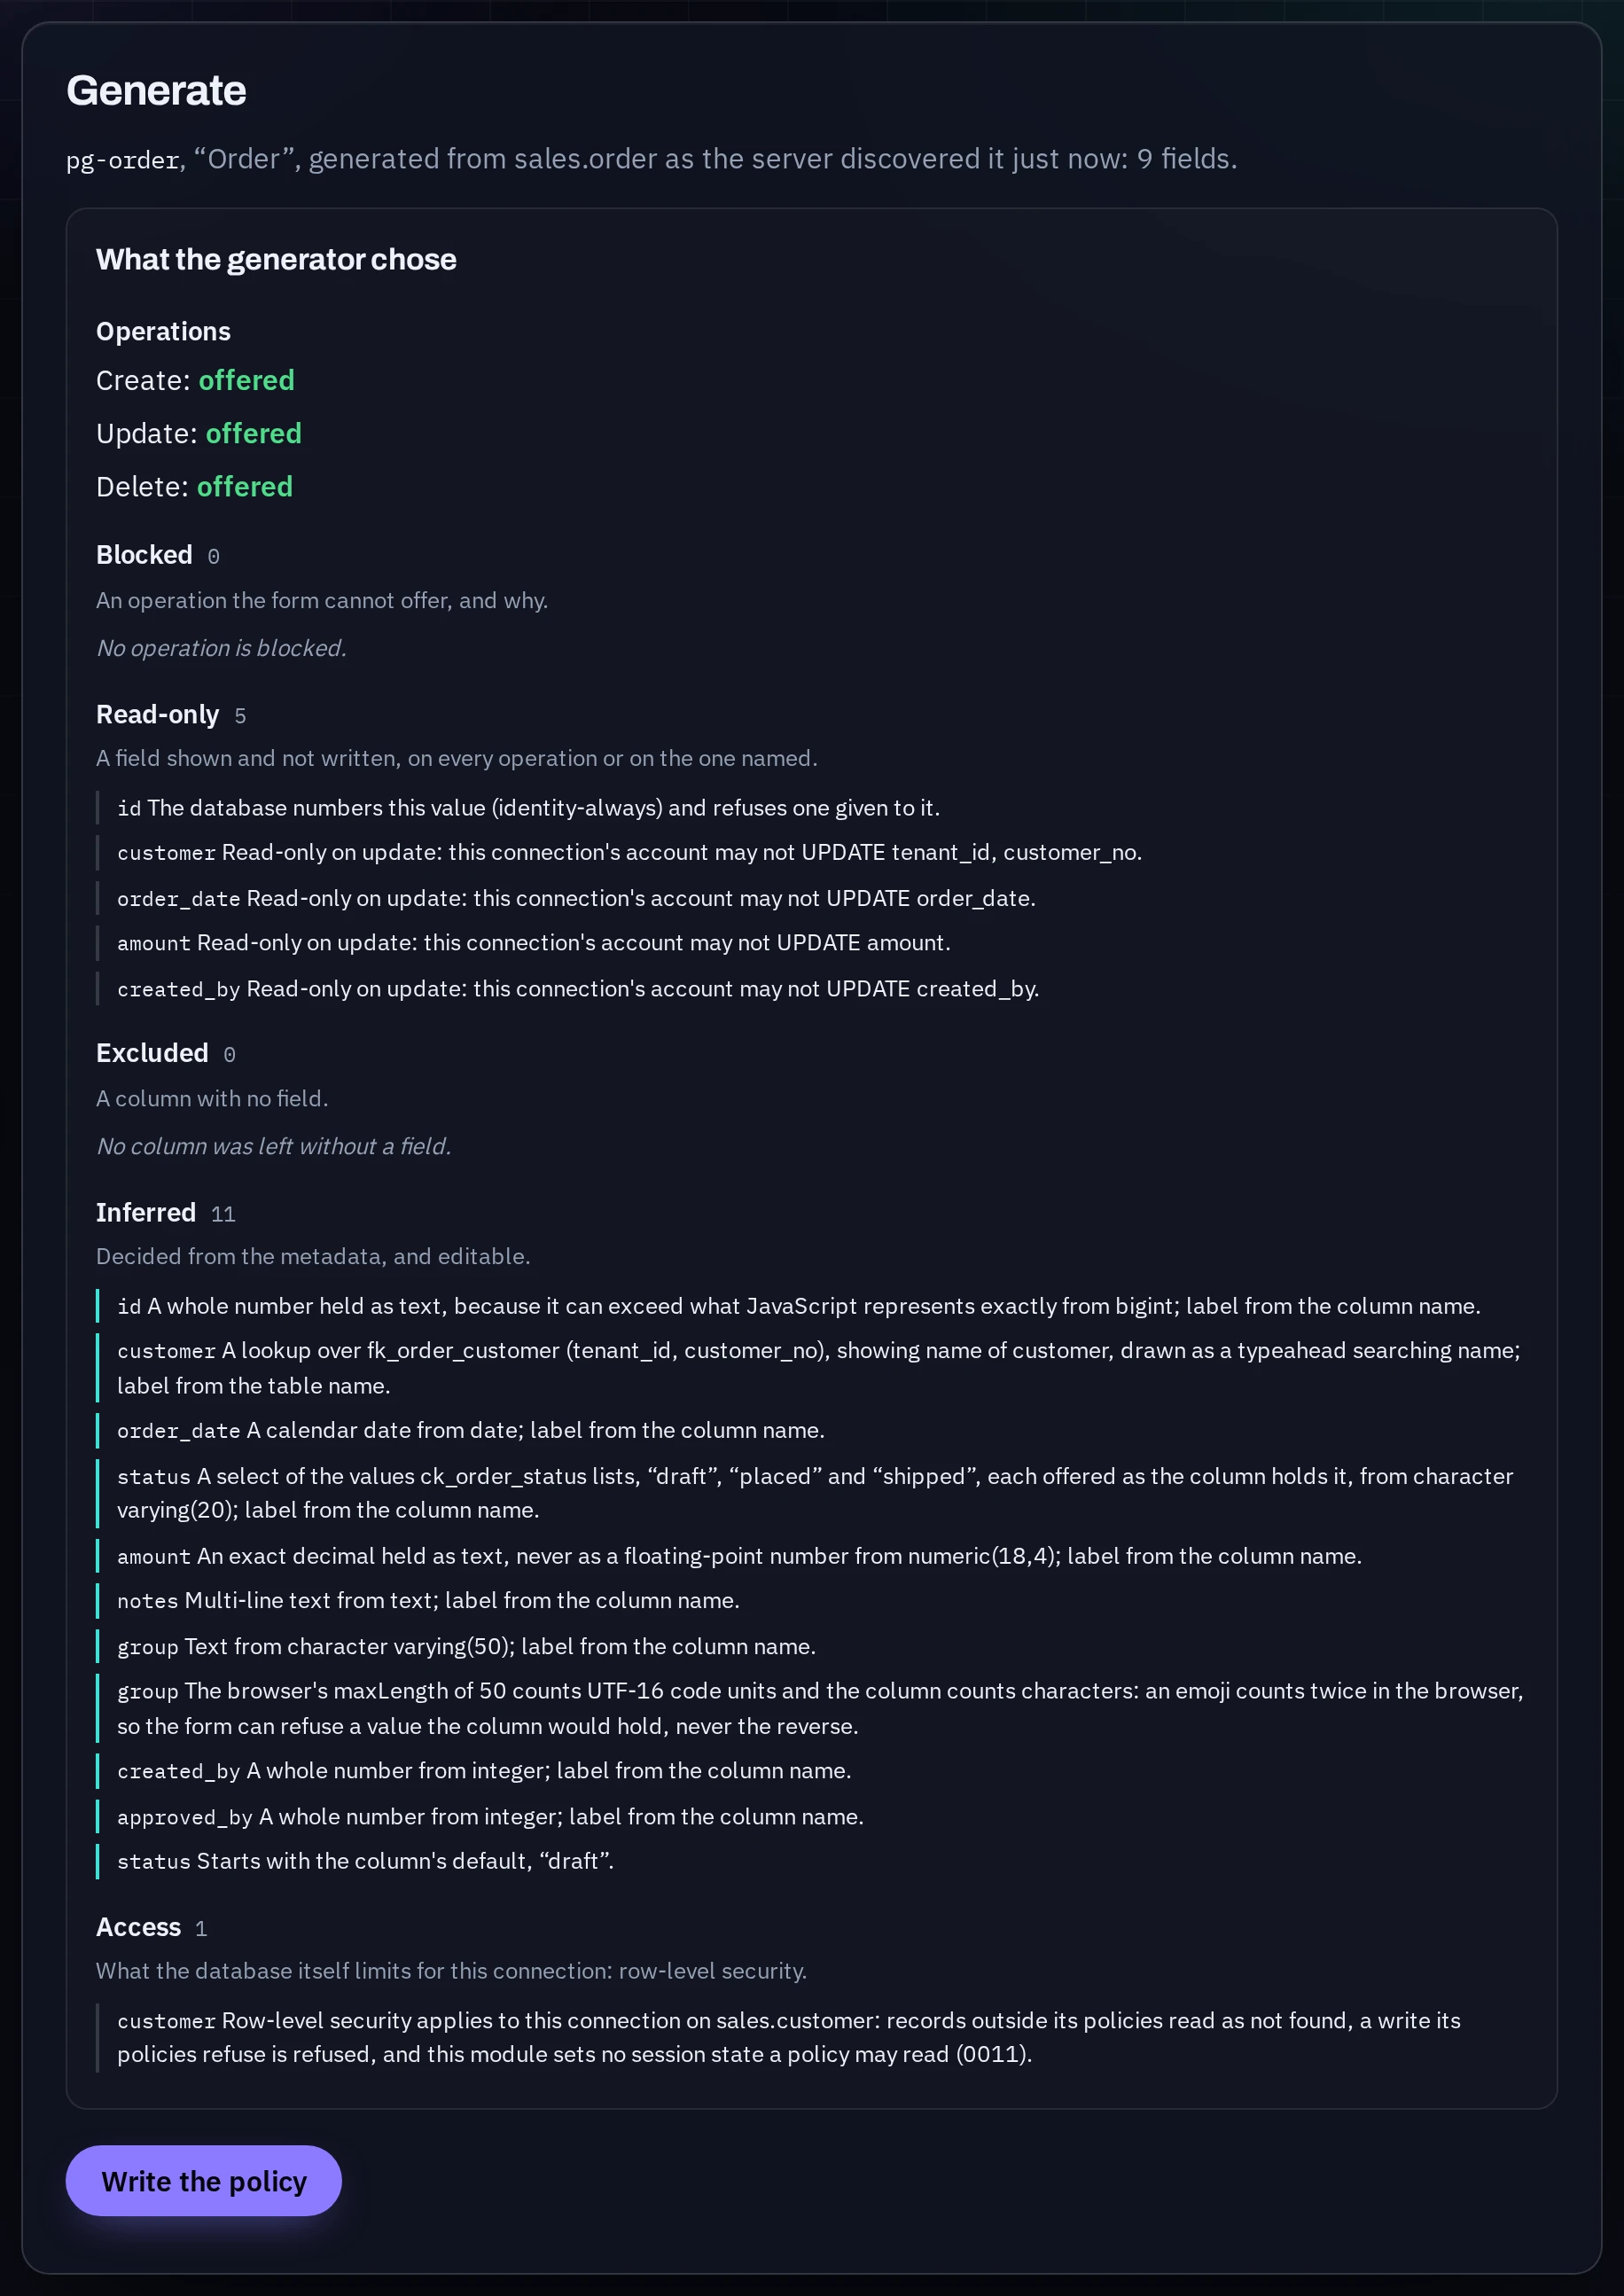 Generate
pg-order, “Order”, generated from sales.order as the server discovered it just now: 9 fields.
What the generator chose
Operations
Create: offered
Update: offered
Delete: offered
Blocked 0
An operation the form cannot offer, and why.
No operation is blocked.
Read-only 5
A field shown and not written, on every operation or on the one named.
id The database numbers this value (identity-always) and refuses one given to it.
customer Read-only on update: this connection's account may not UPDATE tenant_id, customer_no.
order_date Read-only on update: this connection's account may not UPDATE order_date.
amount Read-only on update: this connection's account may not UPDATE amount.
created_by Read-only on update: this connection's account may not UPDATE created_by.
Excluded 0
A column with no field.
No column was left without a field.
Inferred 11
Decided from the metadata, and editable.
id A whole number held as text, because it can exceed what JavaScript represents exactly from bigint; label from the column name.
customer A lookup over fk_order_customer (tenant_id, customer_no), showing name of customer, drawn as a typeahead searching name;
label from the table name.
order_date A calendar date from date; label from the column name.
status A select of the values ck_order_status lists, “draft”, “placed” and “shipped”, each offered as the column holds it, from character
varying(20); label from the column name.
amount An exact decimal held as text, never as a floating-point number from numeric(18,4); label from the column name.
notes Multi-line text from text; label from the column name.
group Text from character varying(50); label from the column name.
group The browser's maxLength of 50 counts UTF-16 code units and the column counts characters: an emoji counts twice in the browser,
so the form can refuse a value the column would hold, never the reverse.
created_by A whole number from integer; label from the column name.
approved_by A whole number from integer; label from the column name.
status Starts with the column's default, “draft”.
Access 1
What the database itself limits for this connection: row-level security.
customer Row-level security applies to this connection on sales.customer: records outside its policies read as not found, a write its
policies refuse is refused, and this module sets no session state a policy may read (0011).
Write the policy